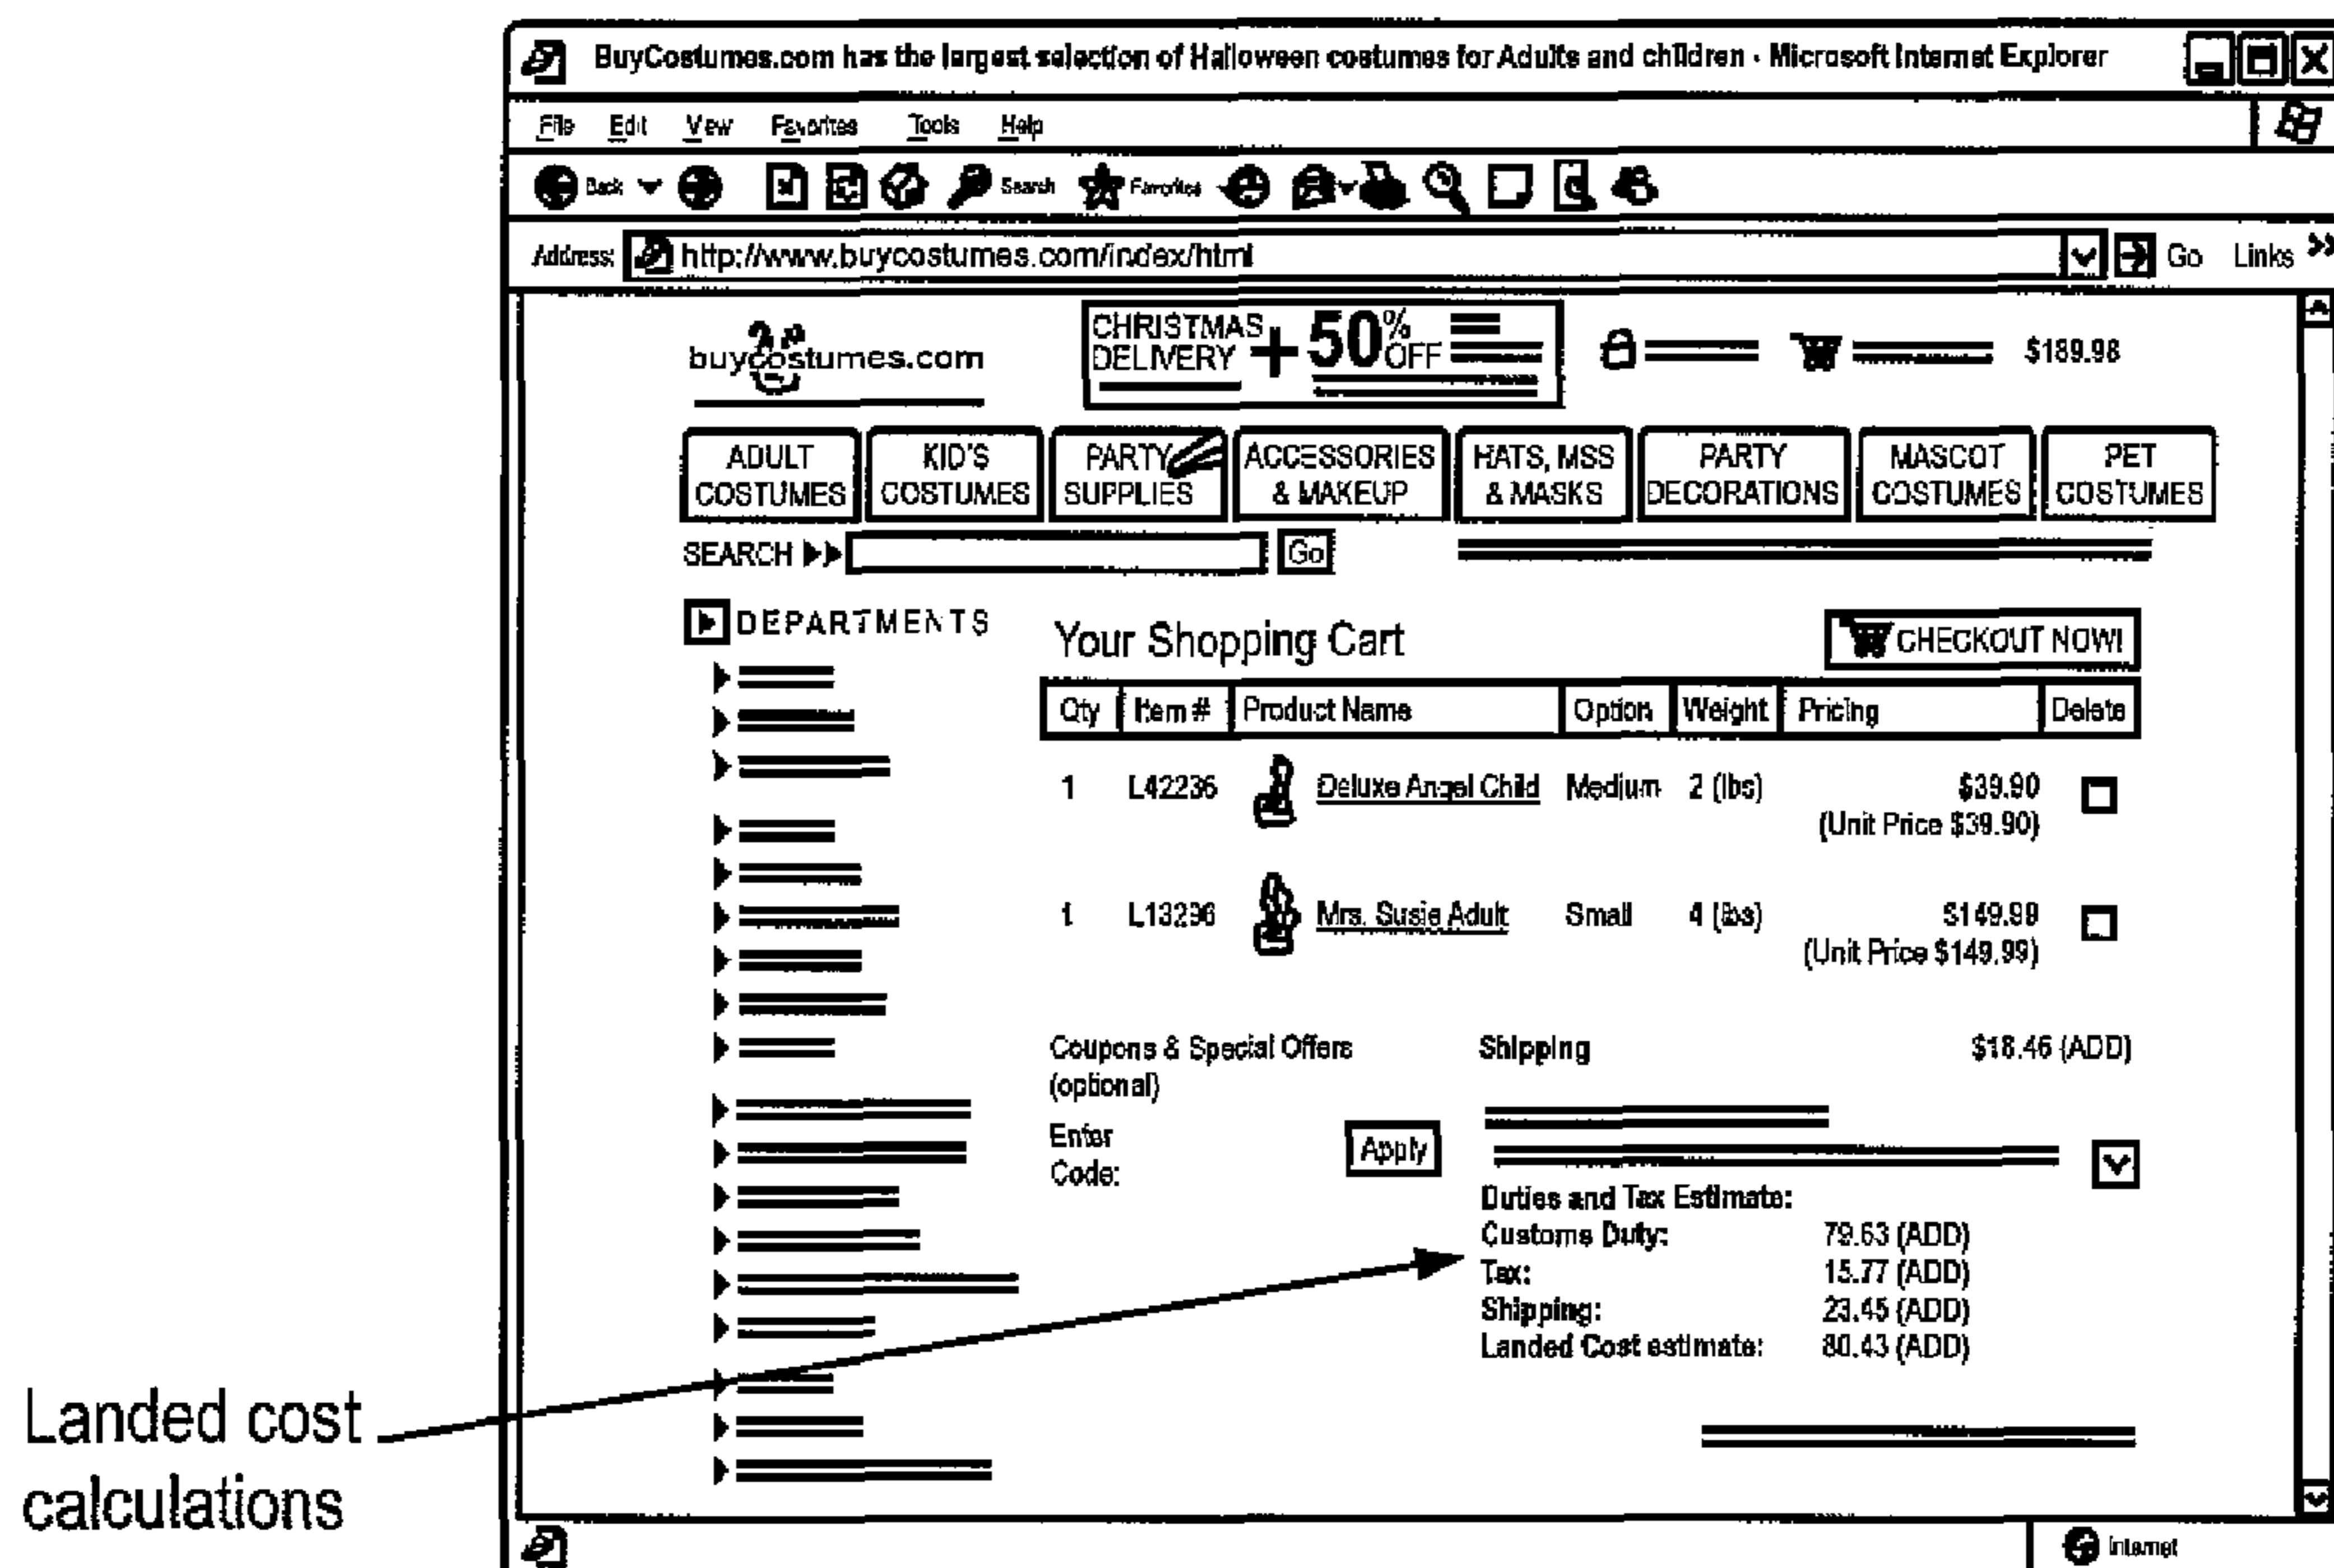 BuyCostumes.com has the largest selection of Halloween costumes for Adults and children - Microsoft Internet Explorer
File Edit View Favorites Tools Help
Back Search Favorites
Address: http://www.buycostumes.com/index/html Go Links >>
buycostumes.com
CHRISTMAS DELIVERY + 50% OFF
$189.98
ADULT COSTUMES
KID'S COSTUMES
PARTY SUPPLIES
ACCESSORIES & MAKEUP
HATS, MSS & MASKS
PARTY DECORATIONS
MASCOT COSTUMES
PET COSTUMES
SEARCH Go
DEPARTMENTS
Your Shopping Cart CHECKOUT NOW!
Qty Item # Product Name Option Weight Pricing Delete
1 L42236 Deluxe Angel Child Medium 2 (lbs) $39.90
(Unit Price $39.90)
1 L13296 Mrs. Susie Adult Small 4 (lbs) $149.99
(Unit Price $149.99)
Coupons & Special Offers Shipping $18.46 (ADD)
(optional)
Enter
Code: Apply
Duties and Tax Estimate:
Customs Duty: 79.63 (ADD)
Tax: 15.77 (ADD)
Shipping: 23.45 (ADD)
Landed Cost estimate: 80.43 (ADD)
Landed cost
calculations
Internet